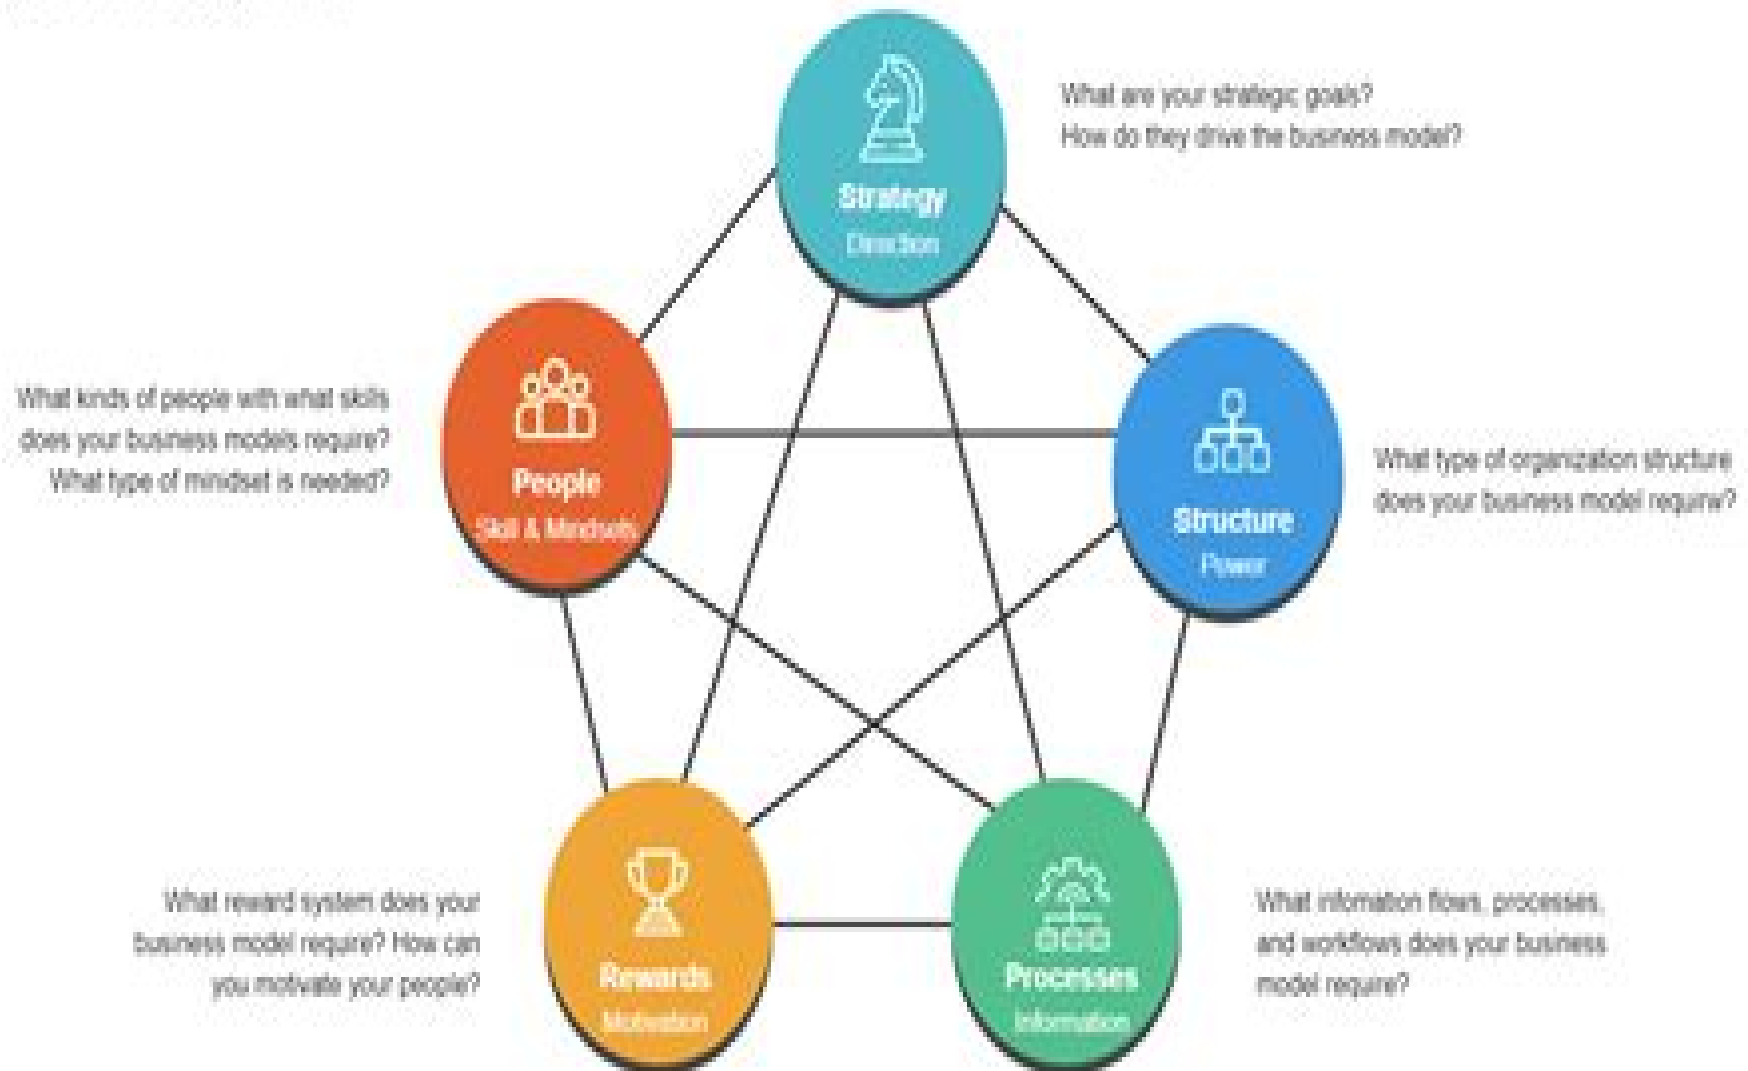 Strategy
Direction
What are your strategic goals?
How do they drive the business model?
People
Skill & Mindsets
What kinds of people with what skills
does your business models require?
What type of mindset is needed?
Structure
Power
What type of organization structure
does your business model requirw?
Rewards
Motivation
What reward system does your
business model require? How can
you motivate your people?
Processes
Information
What infomation flows, processes,
and workflows does your business
model require?